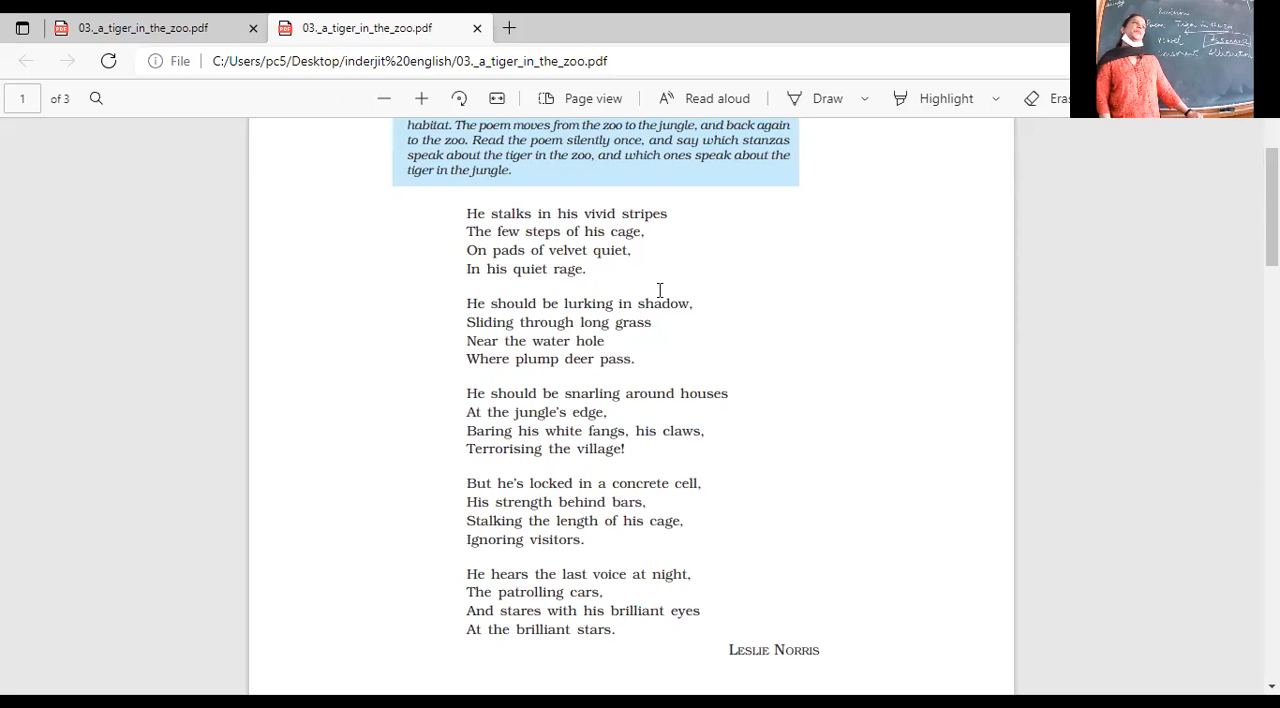 03._a_tiger_in_the_zoo.pdf
03._a_tiger_in_the_zoo.pdf
File
C:/Users/pc5/Desktop/inderjit%20english/03._a_tiger_in_the_zoo.pdf
1 of 3
Page view
Read aloud
Draw
Highlight
Eras
Poem Tiger in the zoo
vowel
habitat. The poem moves from the zoo to the jungle, and back again
to the zoo. Read the poem silently once, and say which stanzas
speak about the tiger in the zoo, and which ones speak about the
tiger in the jungle.
He stalks in his vivid stripes
The few steps of his cage,
On pads of velvet quiet,
In his quiet rage.
He should be lurking in shadow,
Sliding through long grass
Near the water hole
Where plump deer pass.
He should be snarling around houses
At the jungle's edge,
Baring his white fangs, his claws,
Terrorising the village!
But he's locked in a concrete cell,
His strength behind bars,
Stalking the length of his cage,
Ignoring visitors.
He hears the last voice at night,
The patrolling cars,
And stares with his brilliant eyes
At the brilliant stars.
LESLIE NORRIS